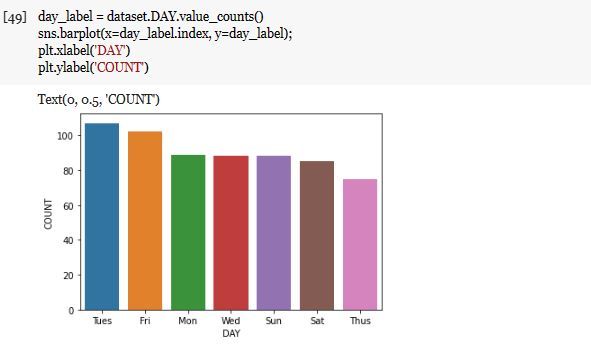 [49] day_label = dataset.DAY.value_counts()
sns.barplot(x=day_label.index, y=day_label);
plt.xlabel('DAY')
plt.ylabel('COUNT')
Text(0, 0.5, 'COUNT')
100
80
60
40
20
0
COUNT
Tues Fri Mon Wed Sun Sat Thus
DAY